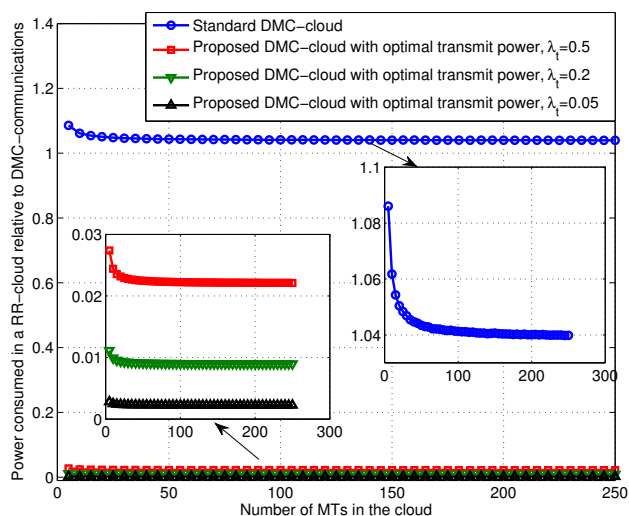 Standard DMC−cloud
Proposed DMC−cloud with optimal transmit power, λt=0.5
Proposed DMC−cloud with optimal transmit power, λt=0.2
Proposed DMC−cloud with optimal transmit power, λt=0.05
Power consumed in a RR−cloud relative to DMC−communications
1.4
1.2
1
0.8
0.6
0.4
0.2
0
0 50 100 150 200 250
Number of MTs in the cloud
0.03
0.02
0.01
0
0 100 200 300
1.1
1.08
1.06
1.04
0 100 200 300